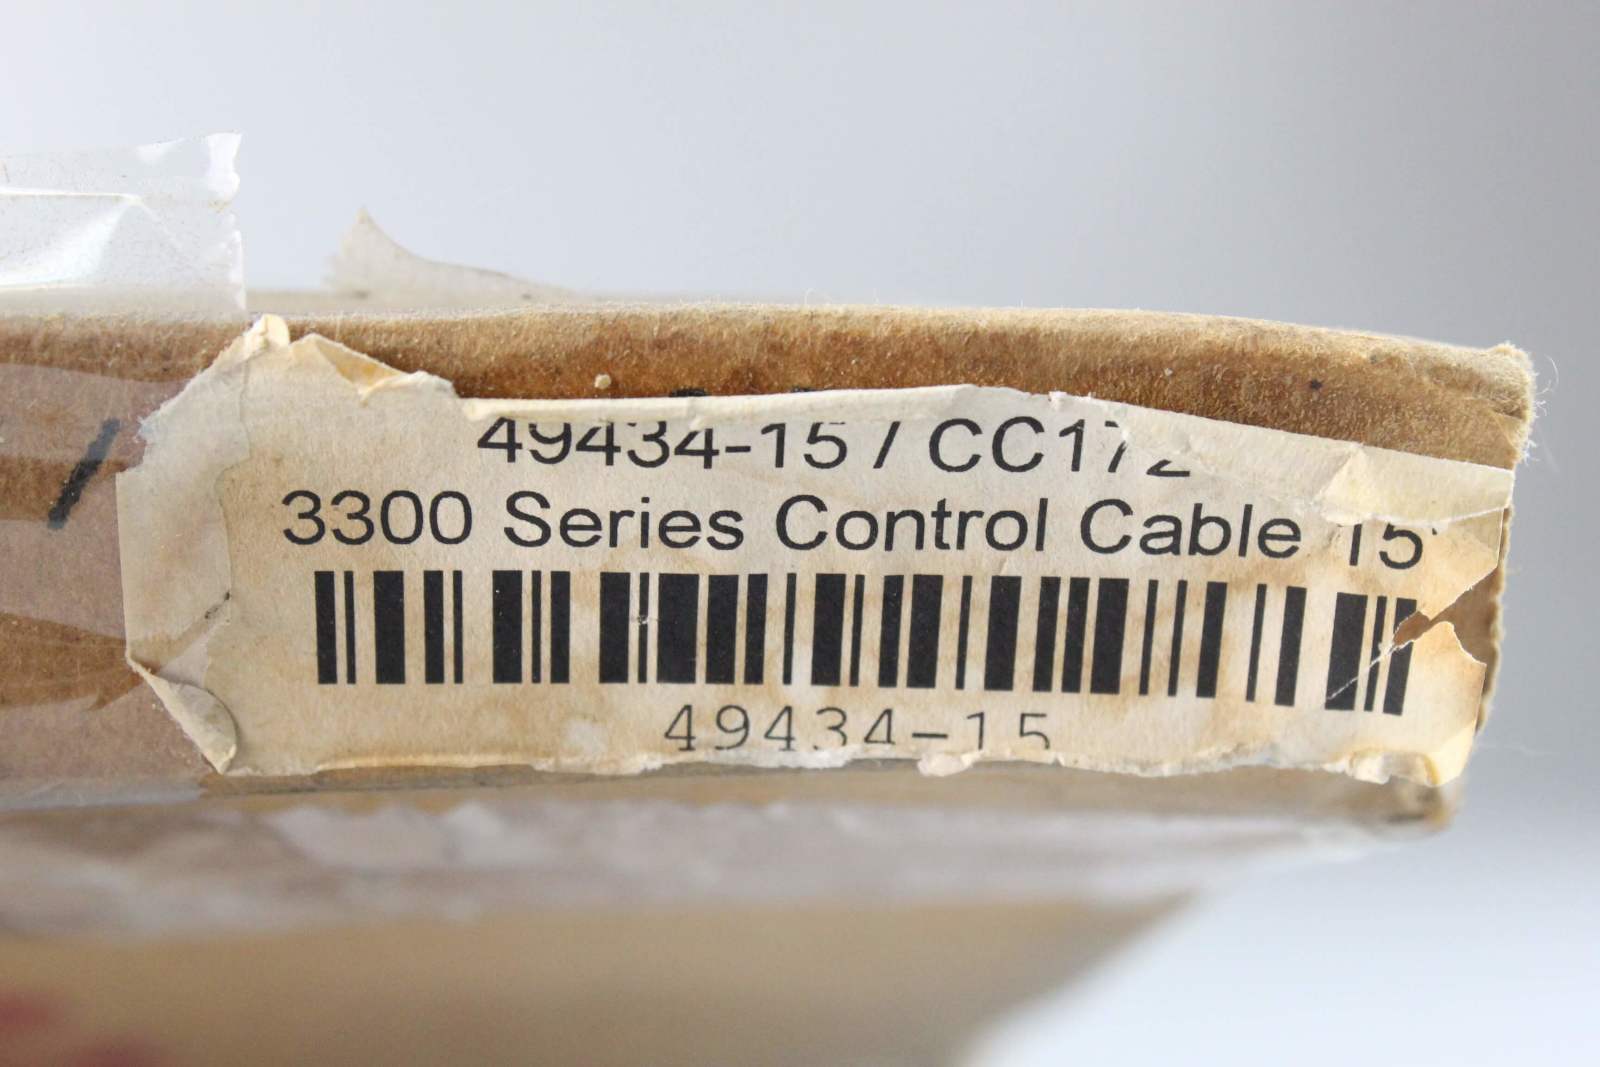 49434-15 / CC172
3300 Series Control Cable 15'
49434-15